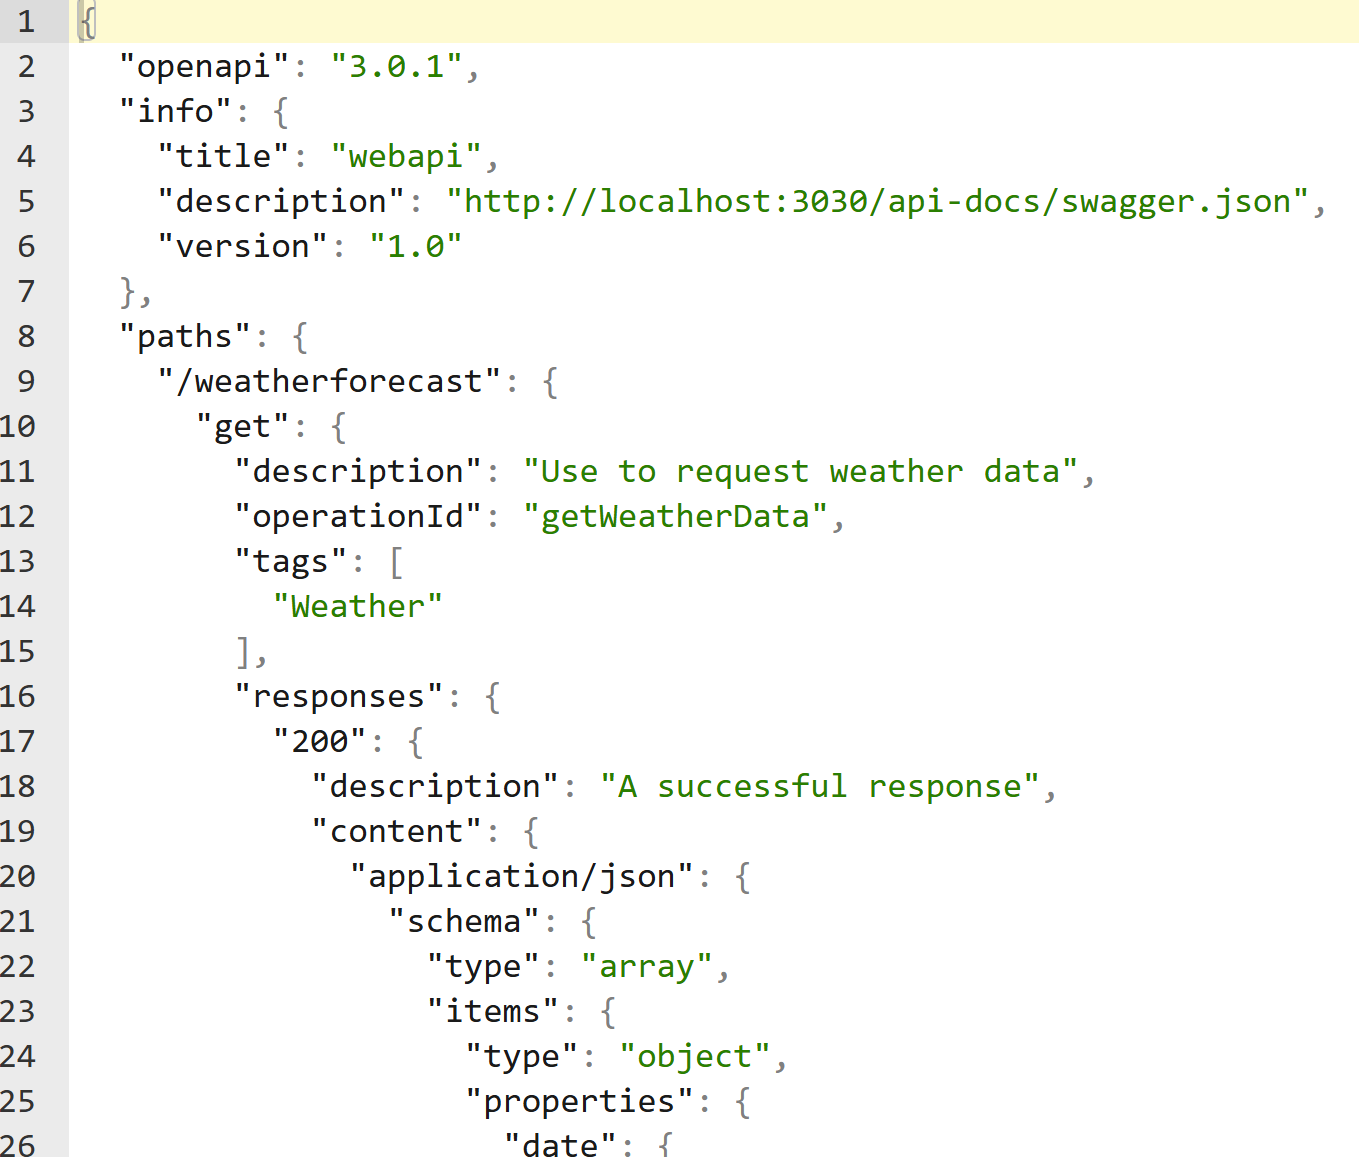 1 {
2   "openapi": "3.0.1",
3   "info": {
4     "title": "webapi",
5     "description": "http://localhost:3030/api-docs/swagger.json",
6     "version": "1.0"
7   },
8   "paths": {
9     "/weatherforecast": {
10       "get": {
11         "description": "Use to request weather data",
12         "operationId": "getWeatherData",
13         "tags": [
14           "Weather"
15         ],
16         "responses": {
17           "200": {
18             "description": "A successful response",
19             "content": {
20               "application/json": {
21                 "schema": {
22                   "type": "array",
23                   "items": {
24                     "type": "object",
25                     "properties": {
26                       "date": {